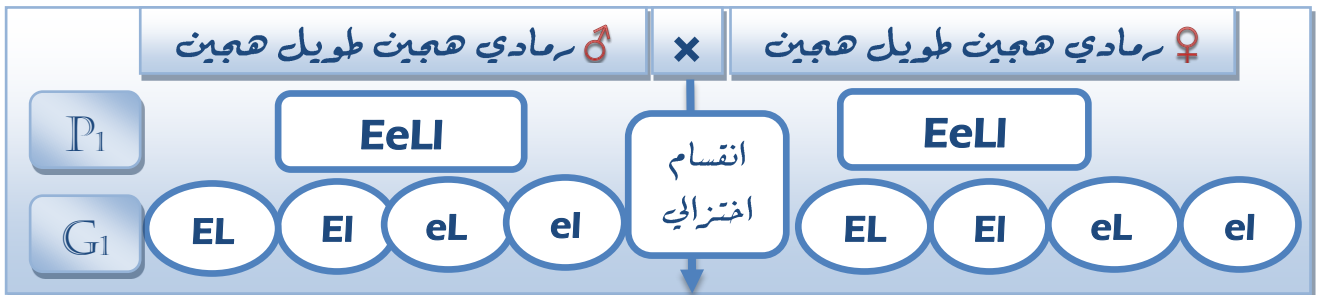 ♀ رمادي هجين طويل هجين × ♂ رمادي هجين طويل هجين
P1 EeLl EeLl
انقسام
اختزالي
G1 EL El eL el EL El eL el